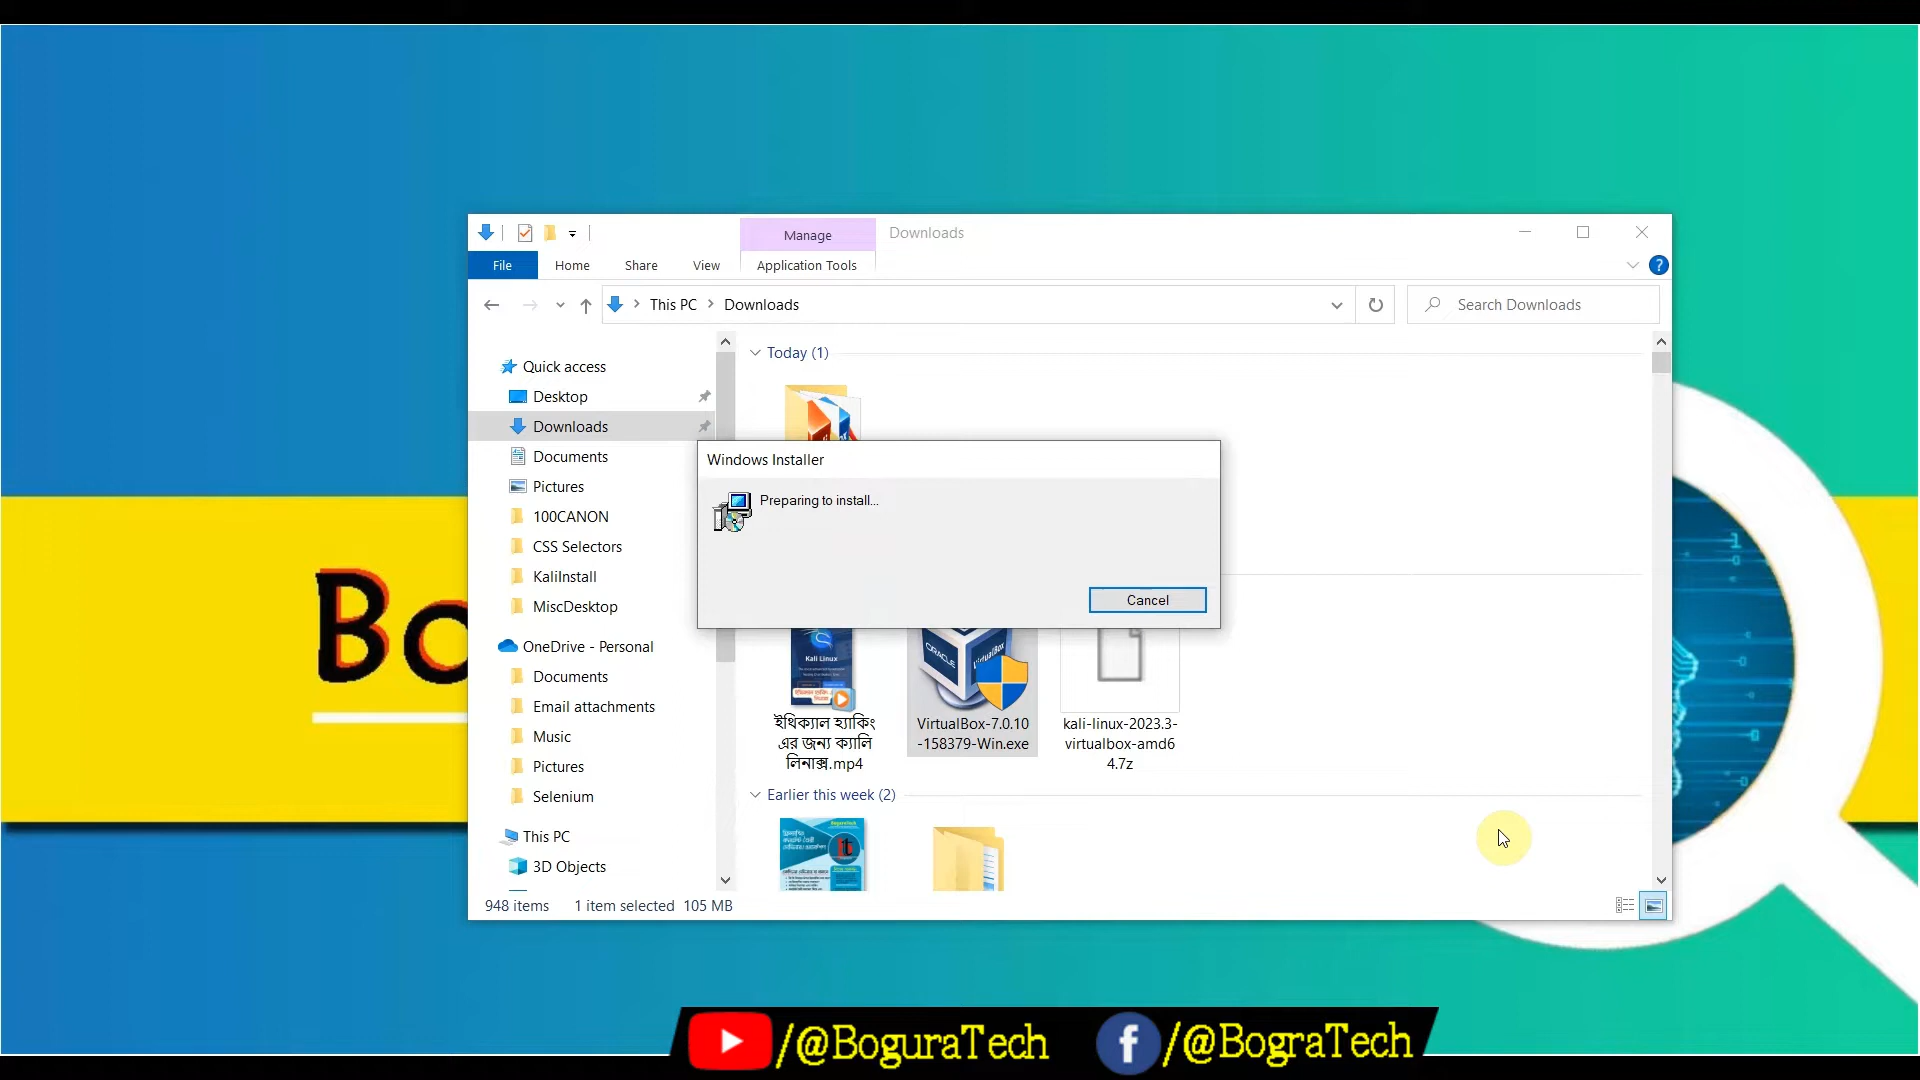 Manage
Downloads
File
Home
Share
View
Application Tools
This PC
Downloads
Search Downloads
Quick access
Desktop
Downloads
Documents
Pictures
100CANON
CSS Selectors
KaliInstall
MiscDesktop
OneDrive - Personal
Documents
Email attachments
Music
Pictures
Selenium
This PC
3D Objects
Today (1)
Windows Installer
Preparing to install...
Cancel
Kali Linux
ORACLE
VirtualBox
ইথিক্যাল হ্যাকিং
এর জন্য ক্যালি
লিনাক্স.mp4
VirtualBox-7.0.10
-158379-Win.exe
kali-linux-2023.3-
virtualbox-amd6
4.7z
Earlier this week (2)
948 items
1 item selected
105 MB
Bo
/@BoguraTech
/@BograTech